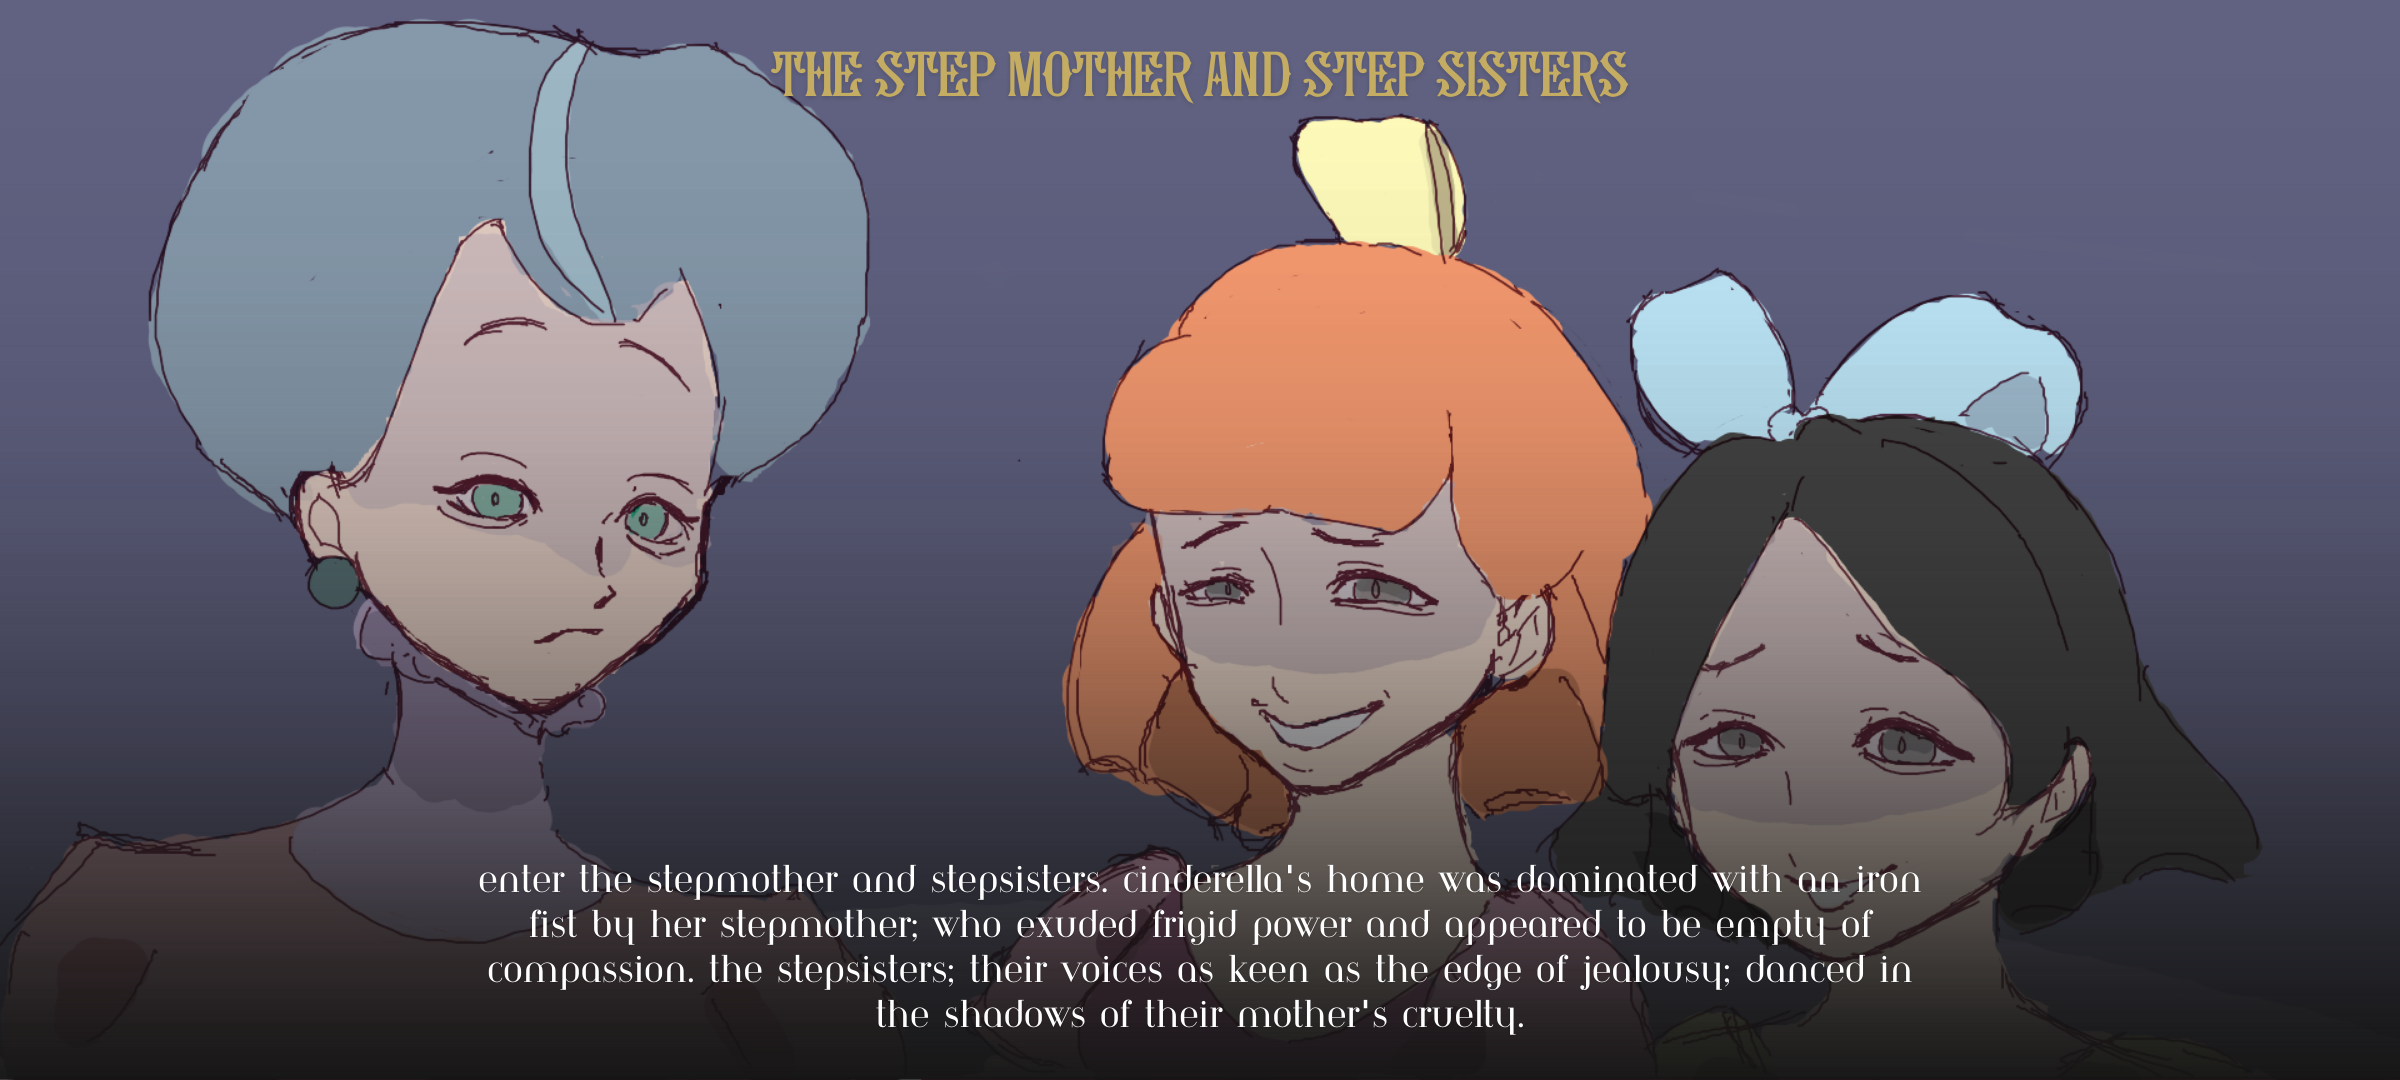 THE STEP MOTHER AND STEP SISTERS
enter the stepmother and stepsisters. cinderella's home was dominated with an iron
fist by her stepmother; who exuded frigid power and appeared to be empty of
compassion. the stepsisters; their voices as keen as the edge of jealousy; danced in
the shadows of their mother's cruelty.